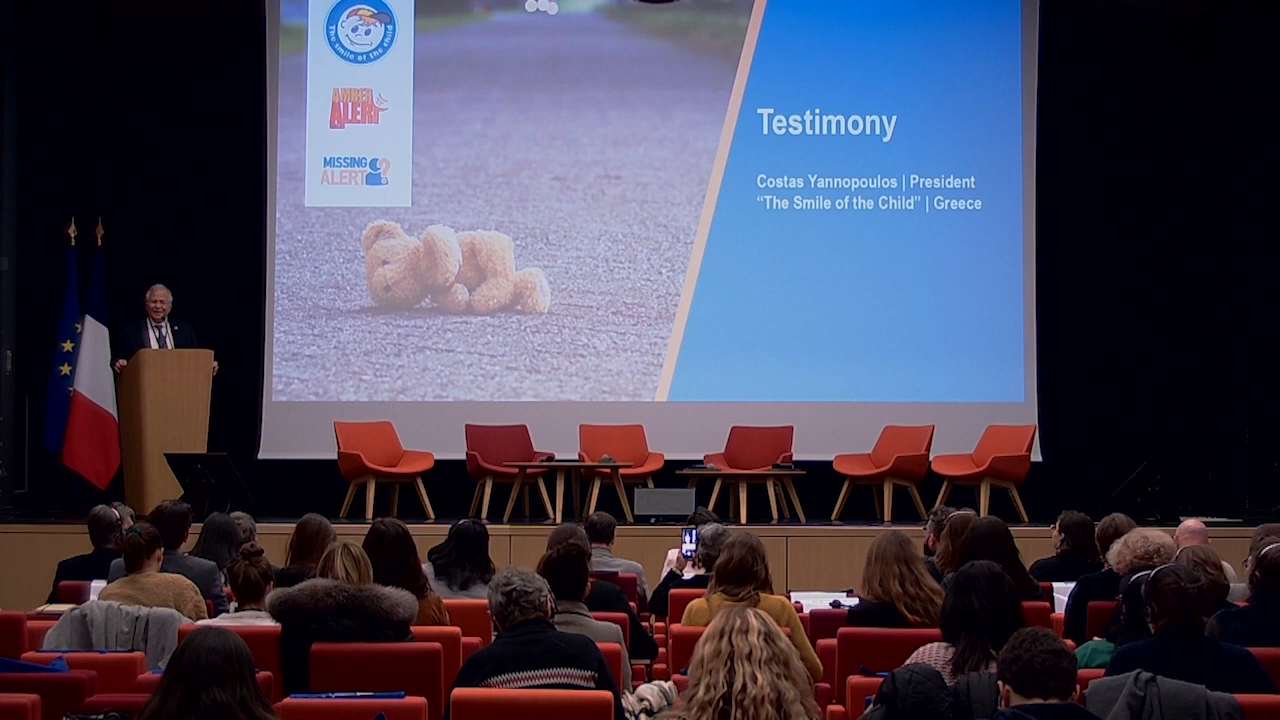 The smile of the child
AMBER
ALERT
MISSING
ALERT ?
Testimony
Costas Yannopoulos | President
“The Smile of the Child” | Greece